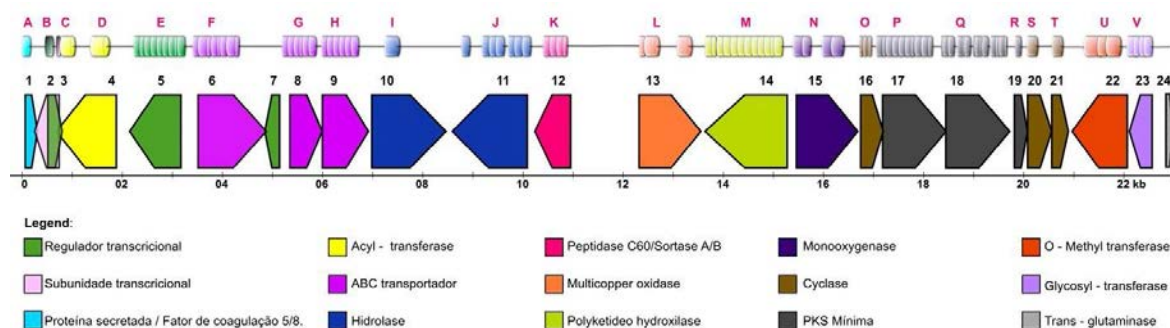 A B C D E F G H I J K L M N O P Q R S T U V
1 2 3 4 5 6 7 8 9 10 11 12 13 14 15 16 17 18 19 20 21 22 23 24
0 02 04 06 08 10 12 14 16 18 20 22 kb
Legend:
Regulador transcricional Acyl - transferase Peptidase C60/Sortase A/B Monooxygenase O - Methyl transferase
Subunidade transcricional ABC transportador Multicopper oxidase Cyclase Glycosyl - transferase
Proteína secretada / Fator de coagulação 5/8. Hidrolase Polyketideo hydroxilase PKS Mínima Trans - glutaminase